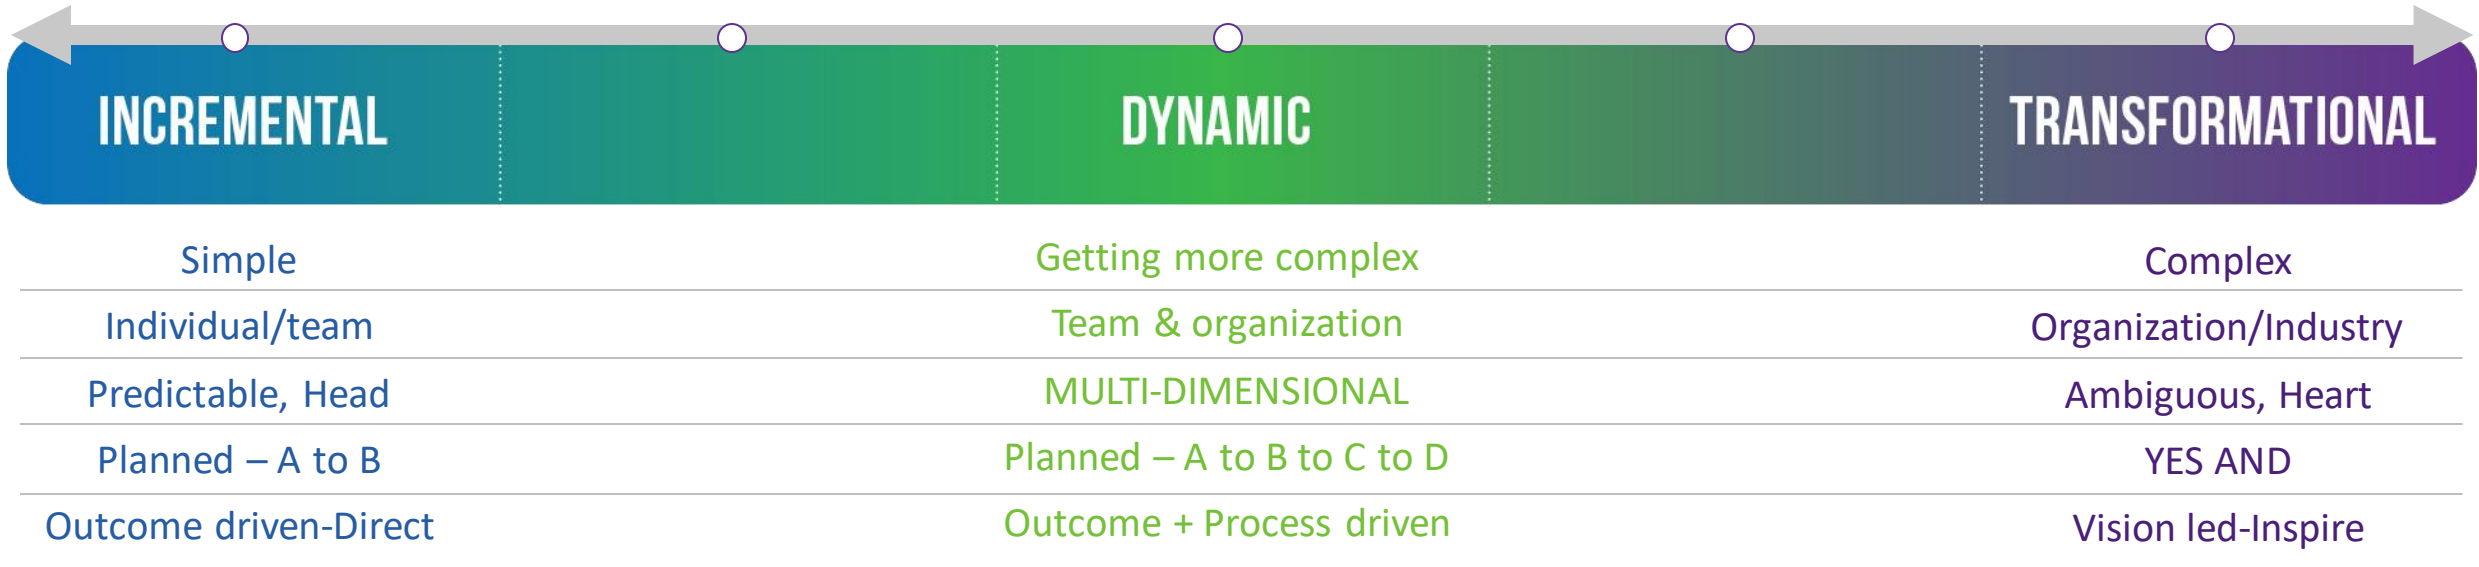 INCREMENTAL DYNAMIC TRANSFORMATIONAL
Simple Getting more complex Complex
Individual/team Team & organization Organization/Industry
Predictable, Head MULTI-DIMENSIONAL Ambiguous, Heart
Planned – A to B Planned – A to B to C to D YES AND
Outcome driven-Direct Outcome + Process driven Vision led-Inspire